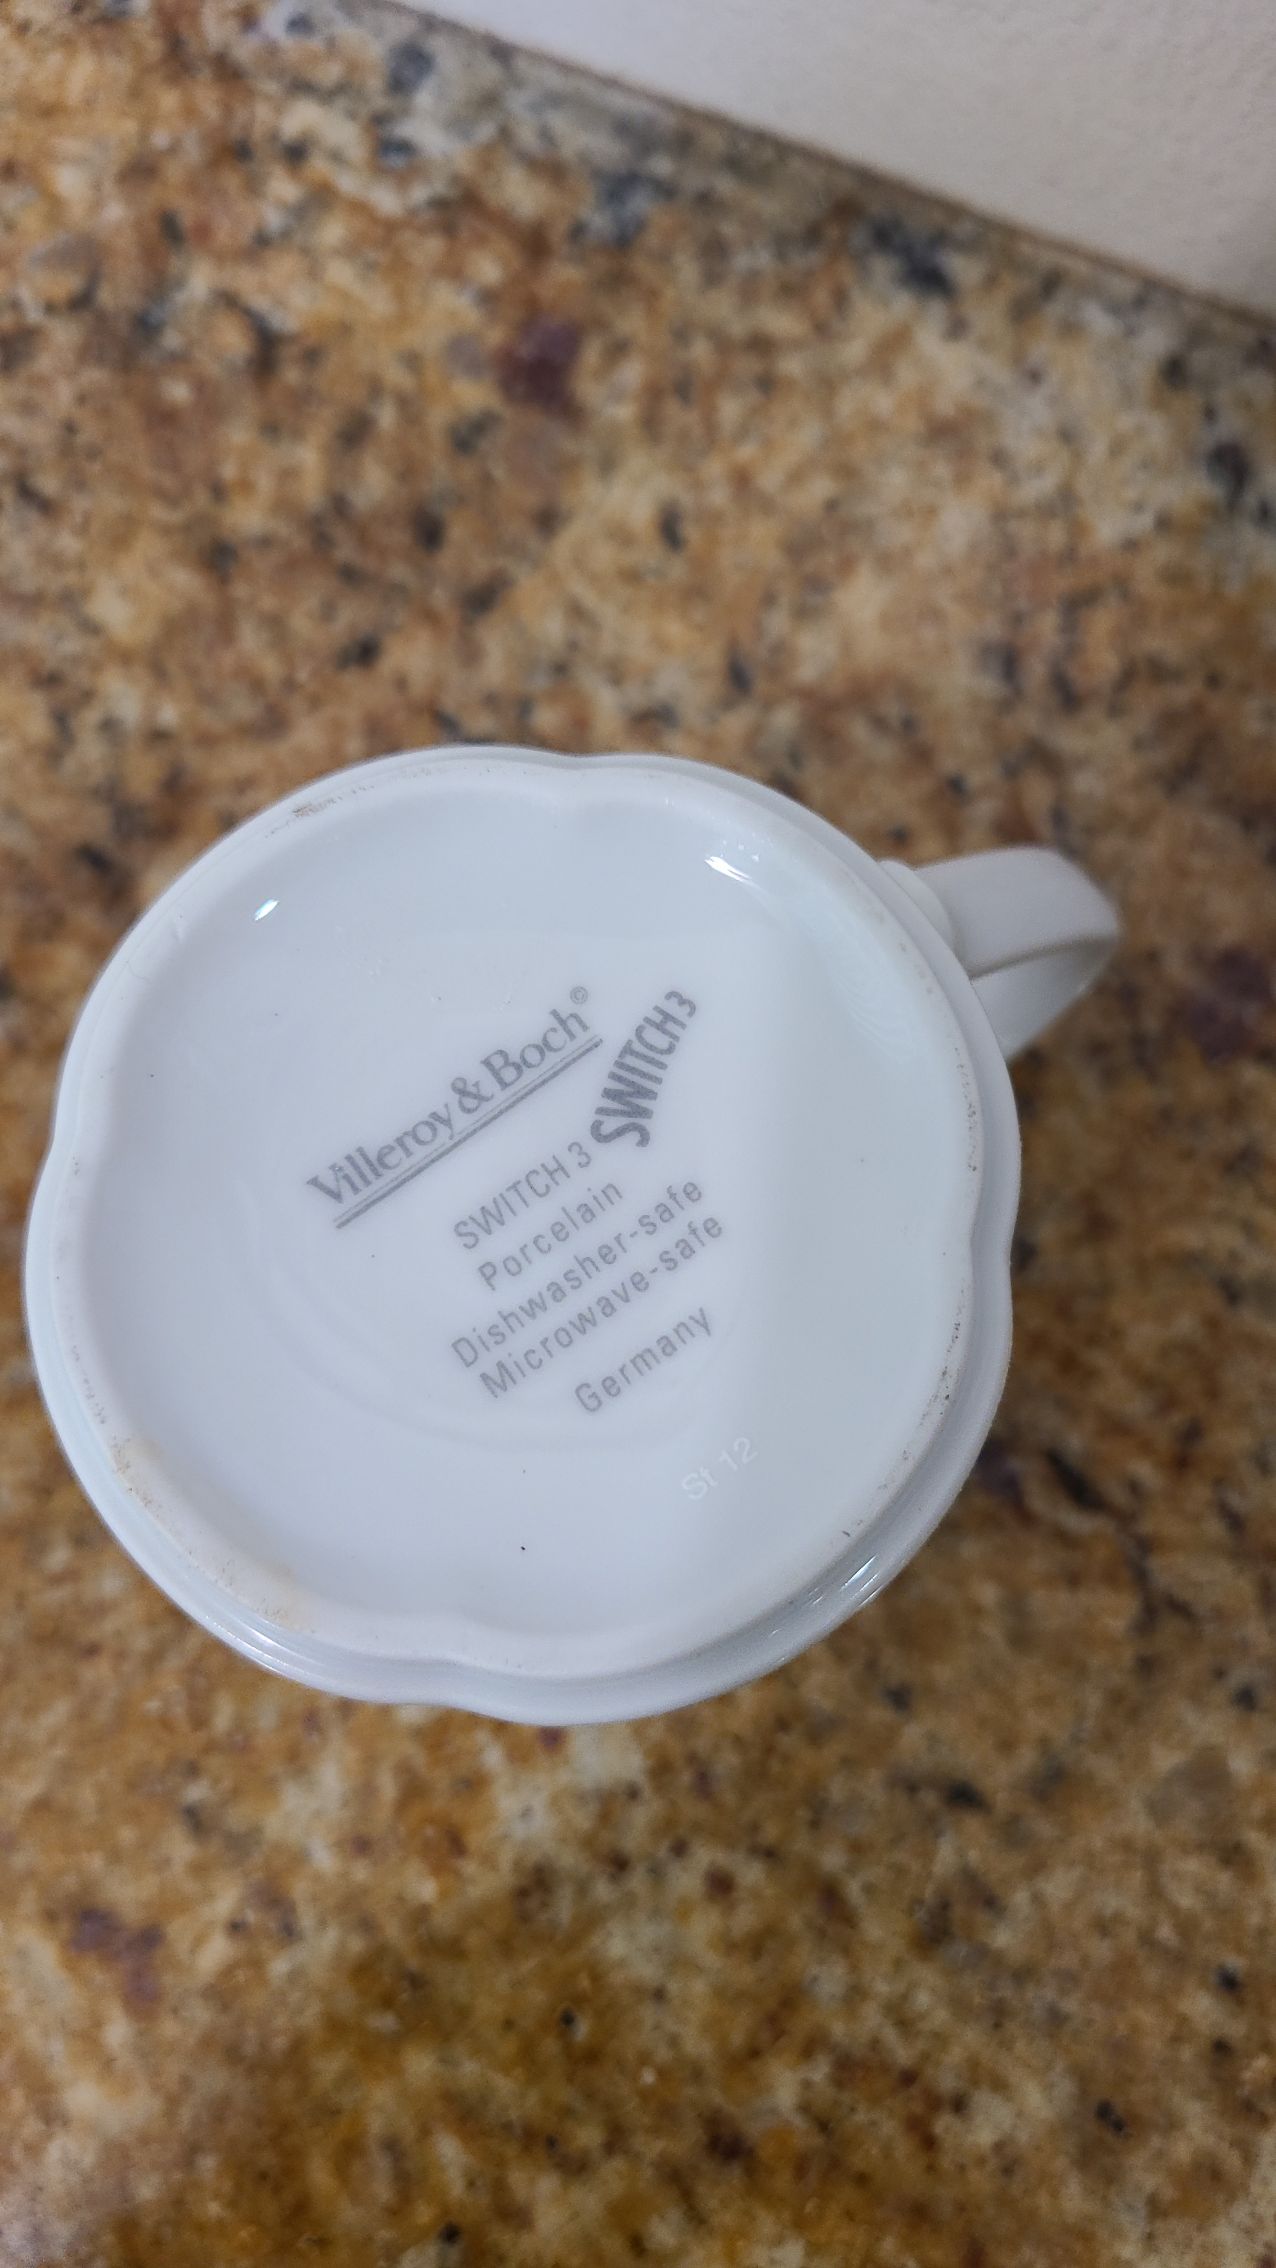 Villeroy & Boch©
SWITCH 3
SWITCH 3
Porcelain
Dishwasher-safe
Microwave-safe
Germany
St 12